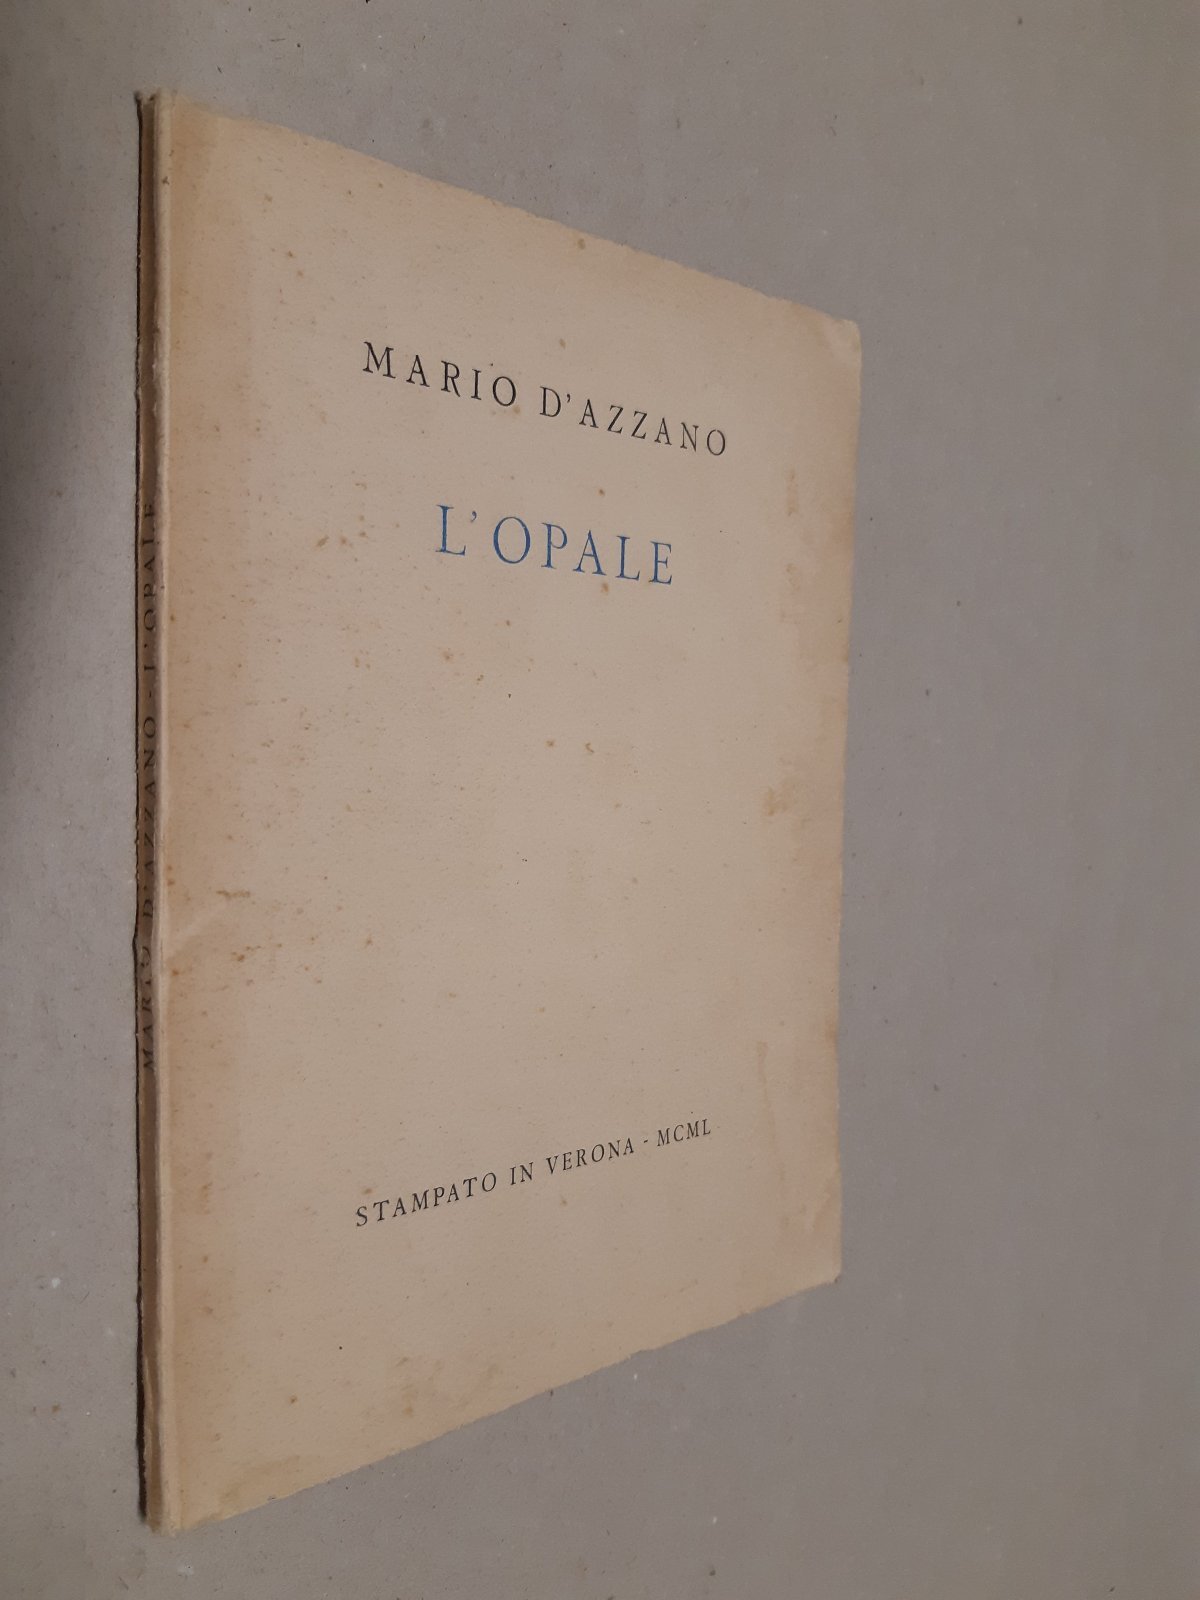 MARIO D'AZZANO
L'OPALE
STAMPATO IN VERONA - MCML
MARIO D'AZZANO - L'OPALE